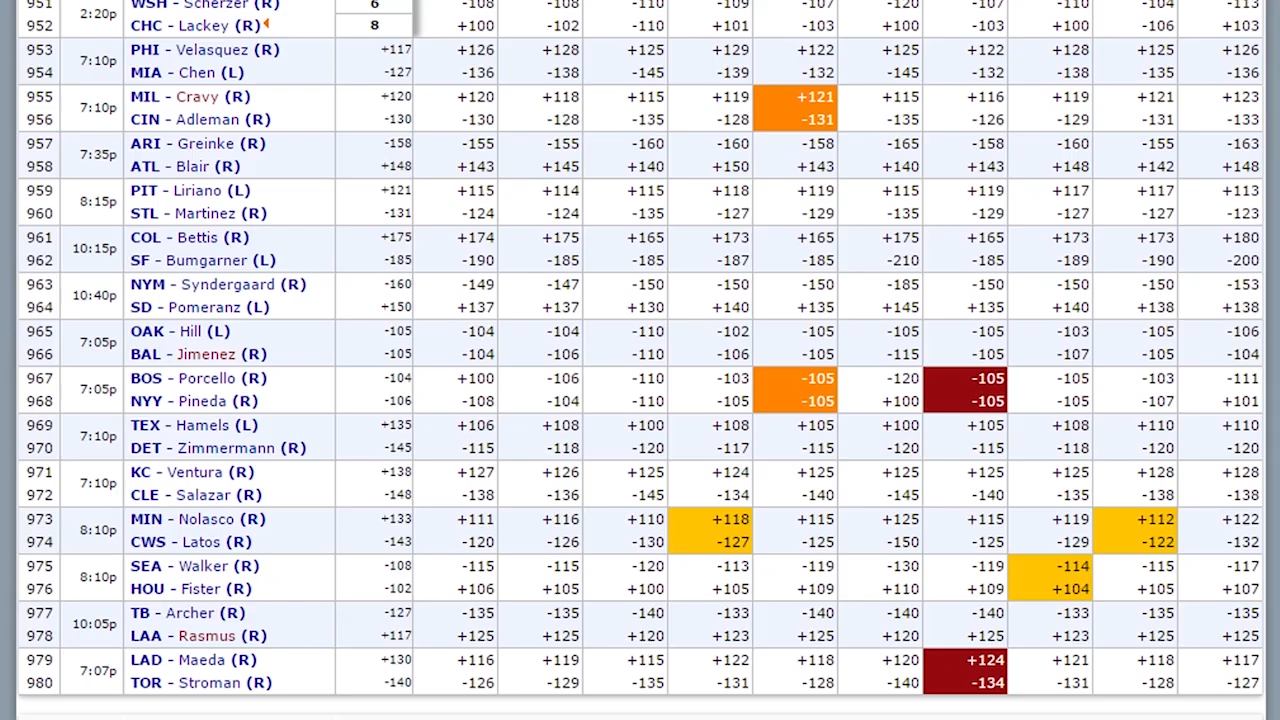 951 WSH - Scherzer (R) 6 -108 -108 -110 -109 -107 -120 -107 -110 -104 -113
2:20p
952 CHC - Lackey (R) 8 +100 -102 -110 +101 -103 +100 -103 +100 -106 +103
953 PHI - Velasquez (R) +117 +126 +128 +125 +129 +122 +125 +122 +128 +125 +126
7:10p
954 MIA - Chen (L) -127 -136 -138 -145 -139 -132 -145 -132 -138 -135 -136
955 MIL - Cravy (R) +120 +120 +118 +115 +119 +121 +115 +116 +119 +121 +123
7:10p
956 CIN - Adleman (R) -130 -130 -128 -135 -128 -131 -135 -126 -129 -131 -133
957 ARI - Greinke (R) -158 -155 -155 -160 -160 -158 -165 -158 -160 -155 -163
7:35p
958 ATL - Blair (R) +148 +143 +145 +140 +150 +143 +140 +143 +148 +142 +148
959 PIT - Liriano (L) +121 +115 +114 +115 +118 +119 +115 +119 +117 +117 +113
8:15p
960 STL - Martinez (R) -131 -124 -124 -135 -127 -129 -135 -129 -127 -127 -123
961 COL - Bettis (R) +175 +174 +175 +165 +173 +165 +175 +165 +173 +173 +180
10:15p
962 SF - Bumgarner (L) -185 -190 -185 -185 -187 -185 -210 -185 -189 -190 -200
963 NYM - Syndergaard (R) -160 -149 -147 -150 -150 -150 -185 -150 -150 -150 -153
10:40p
964 SD - Pomeranz (L) +150 +137 +137 +130 +140 +135 +145 +135 +140 +138 +138
965 OAK - Hill (L) -105 -104 -104 -110 -102 -105 -105 -105 -103 -105 -106
7:05p
966 BAL - Jimenez (R) -105 -104 -106 -110 -106 -105 -115 -105 -107 -105 -104
967 BOS - Porcello (R) -104 +100 -106 -110 -103 -105 -120 -105 -105 -103 -111
7:05p
968 NYY - Pineda (R) -106 -108 -104 -110 -105 -105 +100 -105 -105 -107 +101
969 TEX - Hamels (L) +135 +106 +108 +100 +108 +105 +100 +105 +108 +110 +110
7:10p
970 DET - Zimmermann (R) -145 -115 -118 -120 -117 -115 -120 -115 -118 -120 -120
971 KC - Ventura (R) +138 +127 +126 +125 +124 +125 +125 +125 +125 +128 +128
7:10p
972 CLE - Salazar (R) -148 -138 -136 -145 -134 -140 -145 -140 -135 -138 -138
973 MIN - Nolasco (R) +133 +111 +116 +110 +118 +115 +125 +115 +119 +112 +122
8:10p
974 CWS - Latos (R) -143 -120 -126 -130 -127 -125 -150 -125 -129 -122 -132
975 SEA - Walker (R) -108 -115 -115 -120 -113 -119 -130 -119 -114 -115 -117
8:10p
976 HOU - Fister (R) -102 +106 +105 +100 +105 +109 +110 +109 +104 +105 +107
977 TB - Archer (R) -127 -135 -135 -140 -133 -140 -140 -140 -133 -135 -135
10:05p
978 LAA - Rasmus (R) +117 +125 +125 +120 +123 +125 +120 +125 +123 +125 +125
979 LAD - Maeda (R) +130 +116 +119 +115 +122 +118 +120 +124 +121 +118 +117
7:07p
980 TOR - Stroman (R) -140 -126 -129 -135 -131 -128 -140 -134 -131 -128 -127